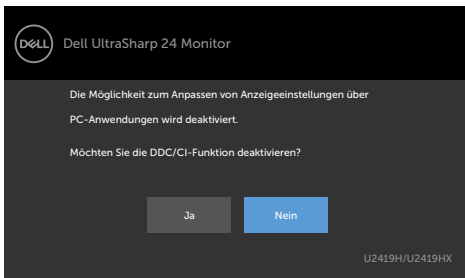 DELL
Dell UltraSharp 24 Monitor
Die Möglichkeit zum Anpassen von Anzeigeeinstellungen über
PC-Anwendungen wird deaktiviert.
Möchten Sie die DDC/CI-Funktion deaktivieren?
Ja
Nein
U2419H/U2419HX